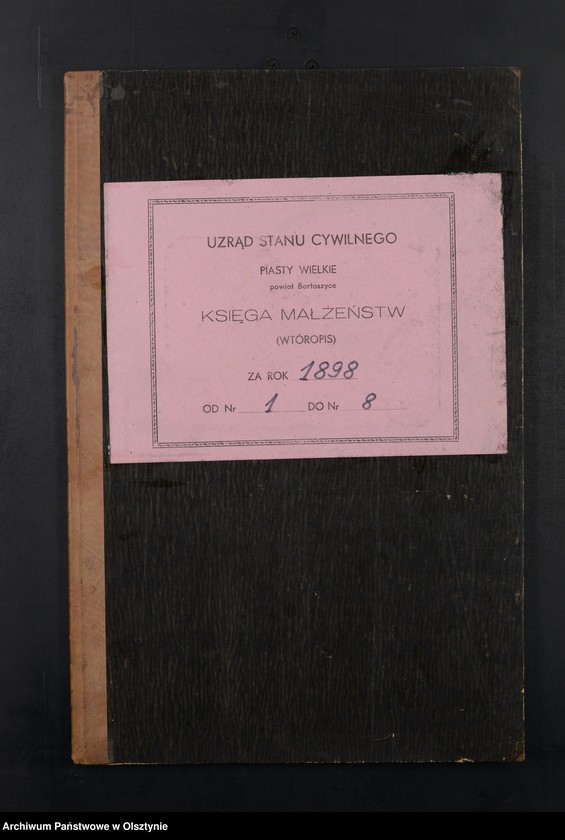 UZRĄD STANU CYWILNEGO
PIASTY WIELKIE
powiat Bartoszyce
KSIĘGA MAŁŻEŃSTW
(WTÓROPIS)
ZA ROK 1898
OD Nr 1 DO Nr 8
Archiwum Państwowe w Olsztynie